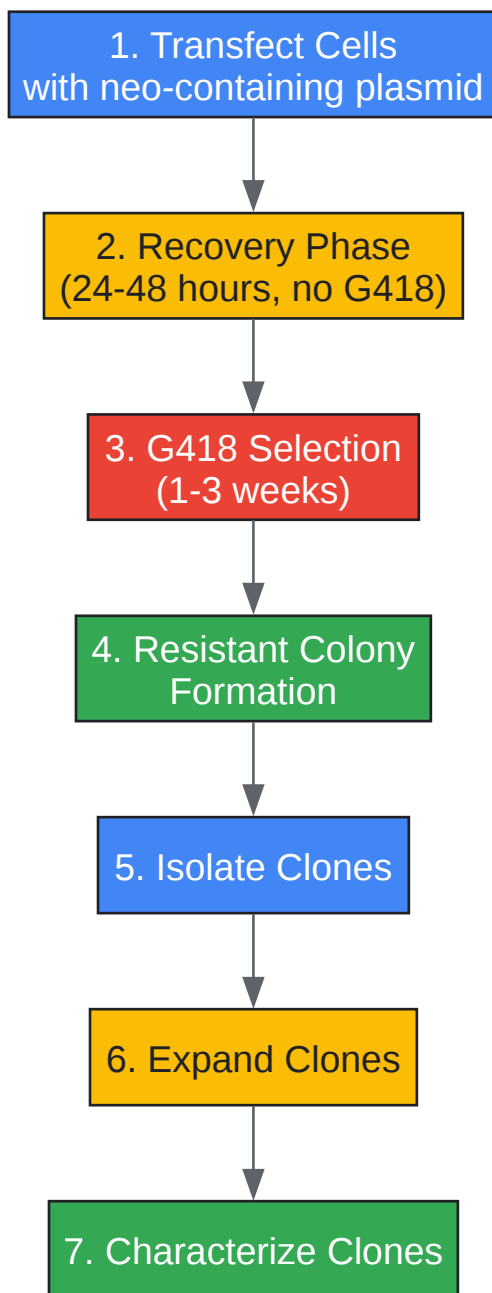 1. Transfect Cells
with neo-containing plasmid
2. Recovery Phase
(24-48 hours, no G418)
3. G418 Selection
(1-3 weeks)
4. Resistant Colony
Formation
5. Isolate Clones
6. Expand Clones
7. Characterize Clones